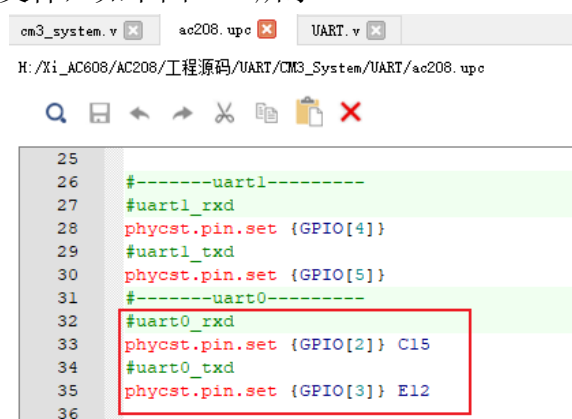 cm3_system.v ac208.upc UART.v
H:/Xi_AC608/AC208/工程源码/UART/CM3_System/UART/ac208.upc
25
26 #-------uart1---------
27 #uart1_rxd
28 phycst.pin.set {GPIO[4]}
29 #uart1_txd
30 phycst.pin.set {GPIO[5]}
31 #-------uart0---------
32 #uart0_rxd
33 phycst.pin.set {GPIO[2]} C15
34 #uart0_txd
35 phycst.pin.set {GPIO[3]} E12
36